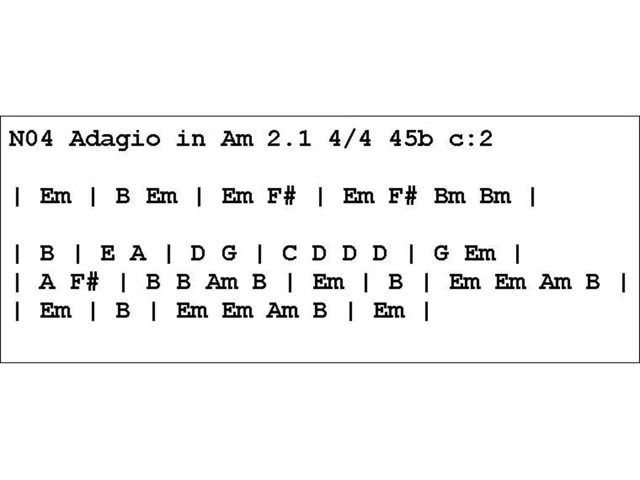 N04 Adagio in Am 2.1 4/4 45b c:2
| Em | B Em | Em F# | Em F# Bm Bm |
| B | E A | D G | C D D D | G Em |
| A F# | B B Am B | Em | B | Em Em Am B |
| Em | B | Em Em Am B | Em |